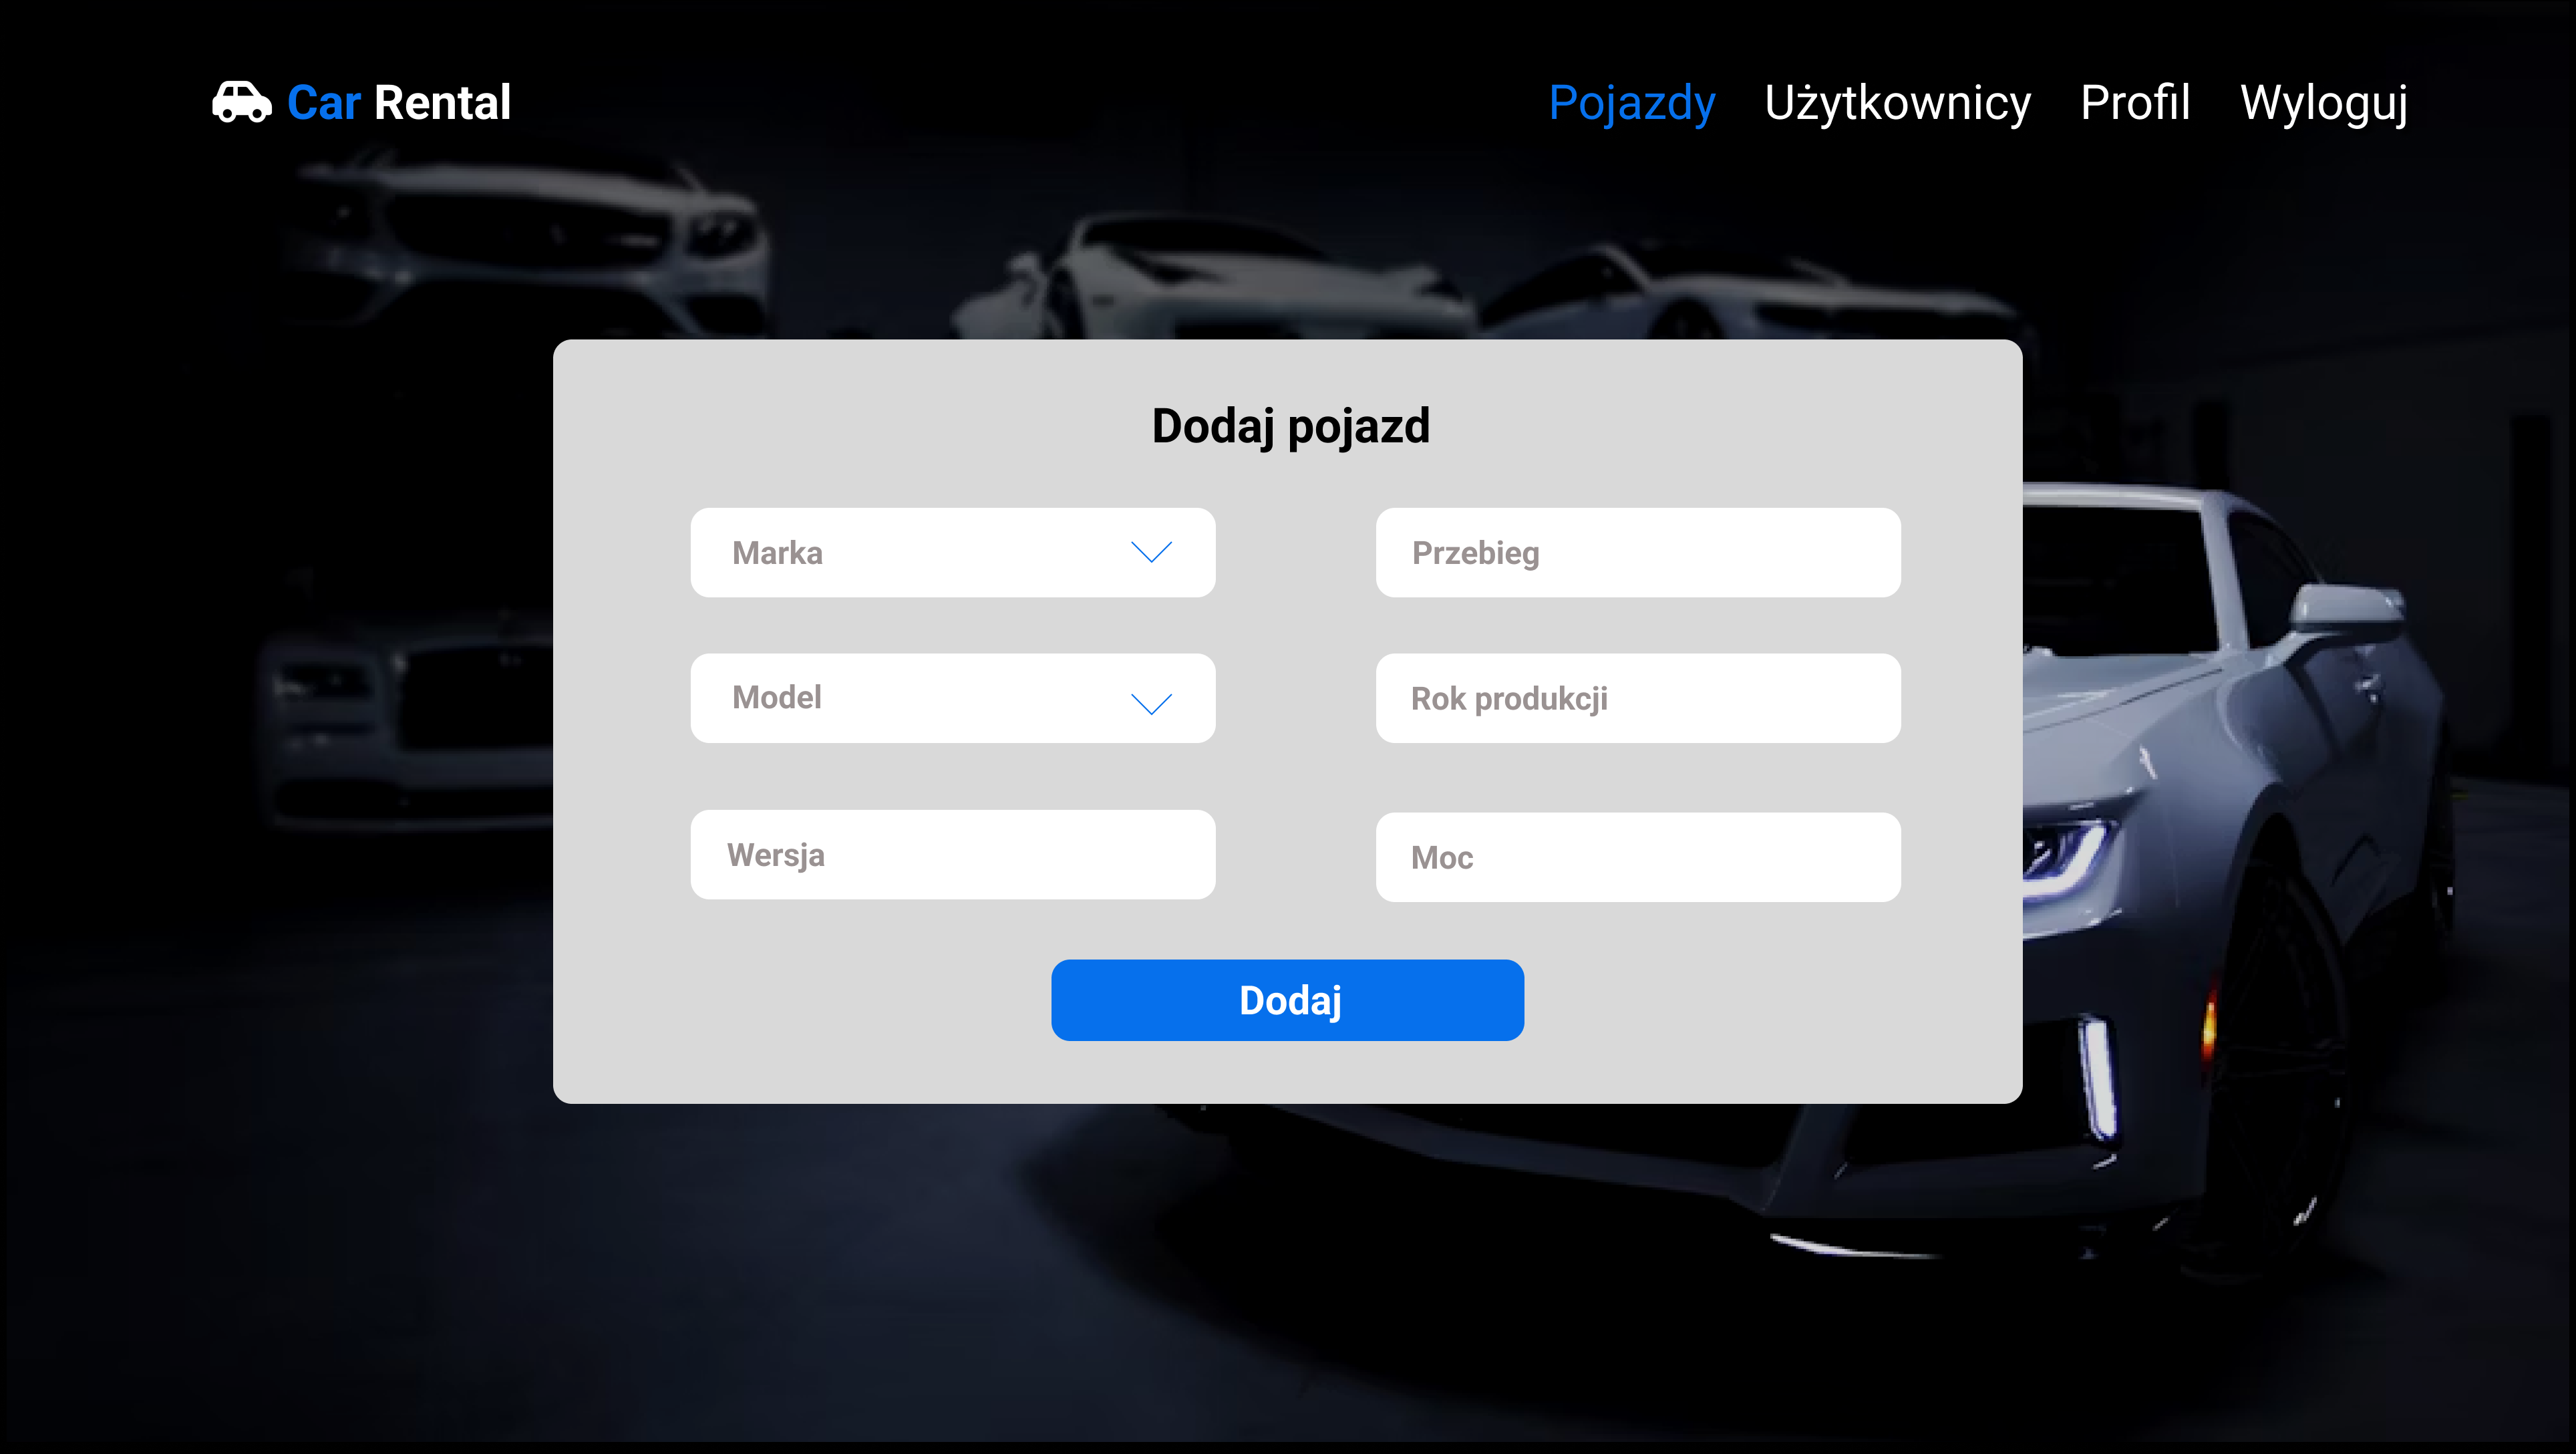 Car Rental
Pojazdy Użytkownicy Profil Wyloguj
Dodaj pojazd
Marka
Przebieg
Model
Rok produkcji
Wersja
Moc
Dodaj